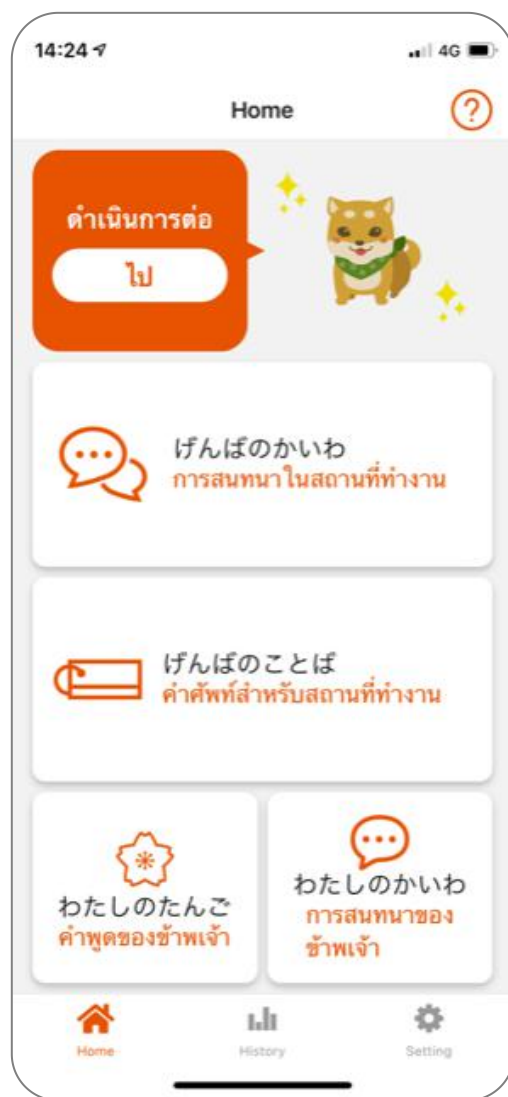 14:24
4G
Home
?
ดำเนินการต่อ
ไป
げんばのかいわ
การสนทนาในสถานที่ทำงาน
げんばのことば
คำศัพท์สำหรับสถานที่ทำงาน
わたしのたんご
คำพูดของข้าพเจ้า
わたしのかいわ
การสนทนาของ
ข้าพเจ้า
Home
History
Setting